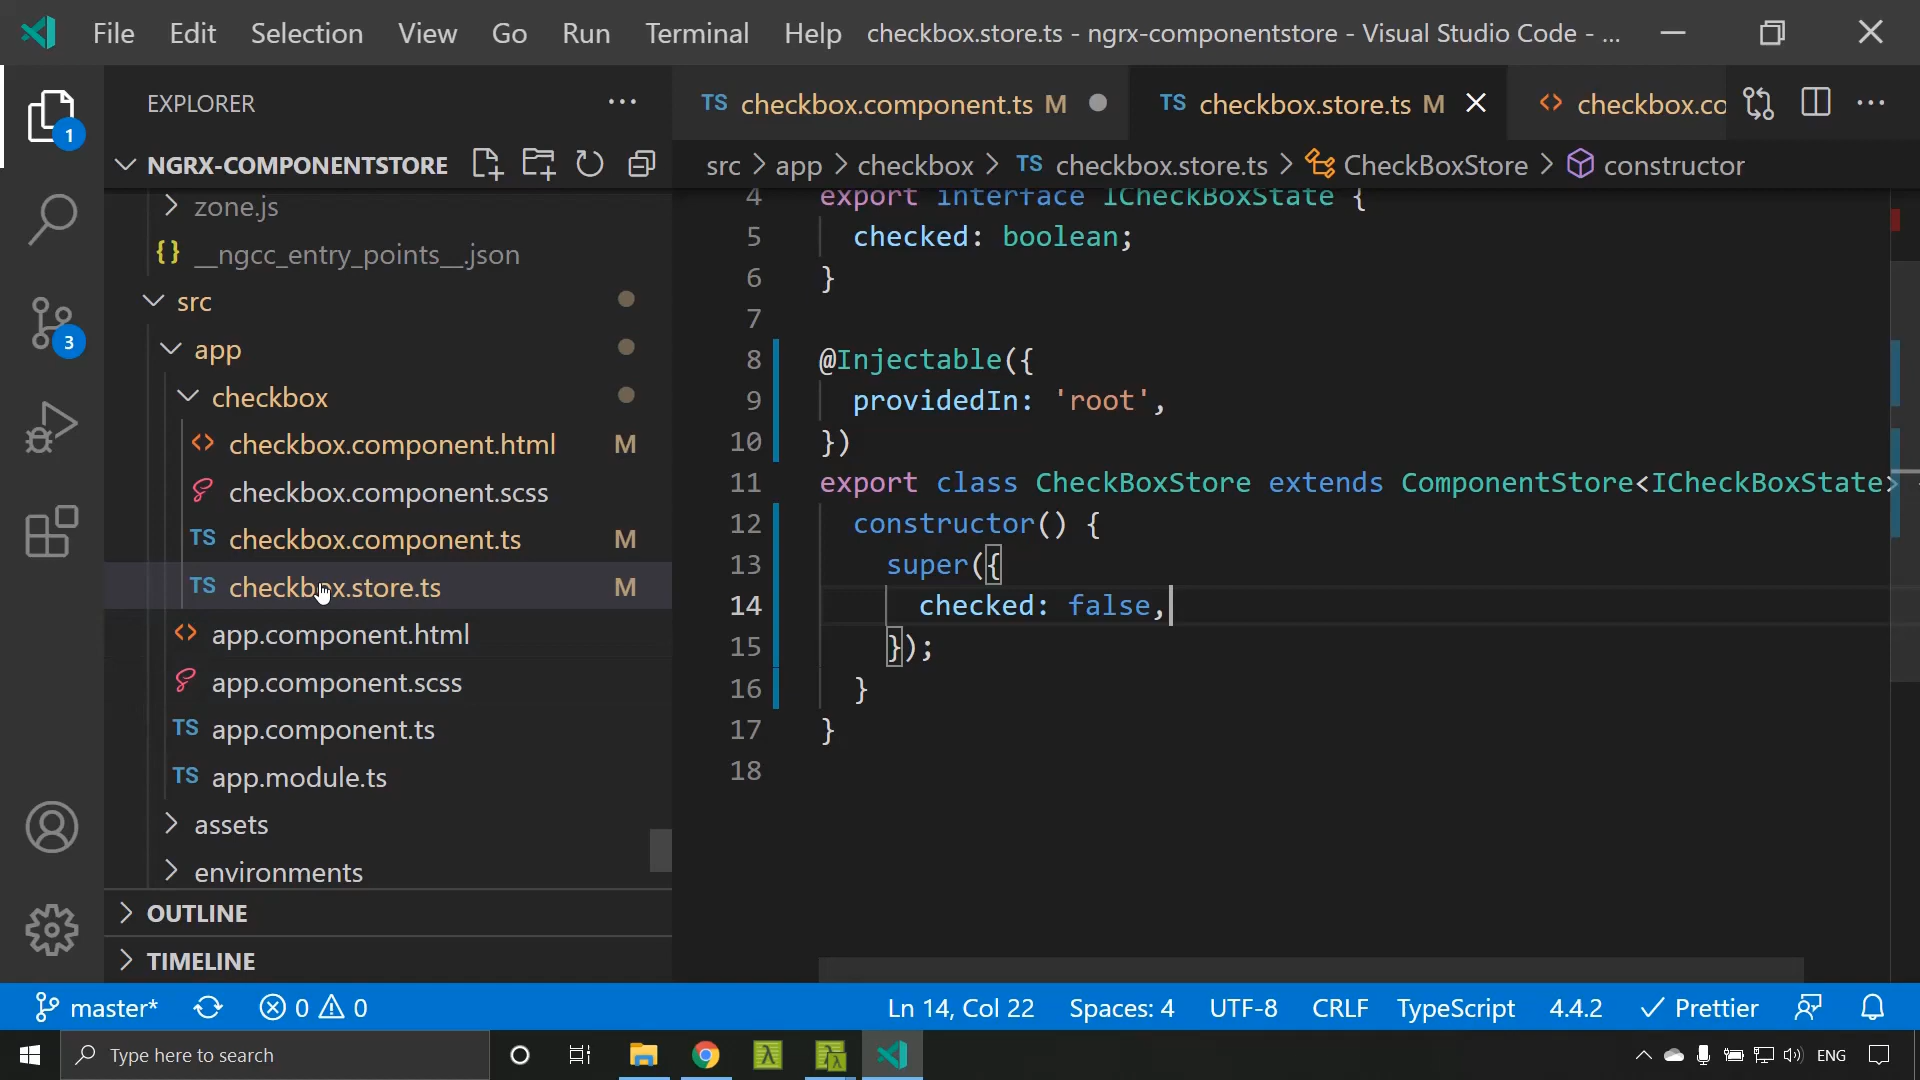 File Edit Selection View Go Run Terminal Help checkbox.store.ts - ngrx-componentstore - Visual Studio Code - ...
EXPLORER
NGRX-COMPONENTSTORE
zone.js
{} __ngcc_entry_points__.json
src
app
checkbox
<> checkbox.component.html M
checkbox.component.scss
TS checkbox.component.ts M
TS checkbox.store.ts M
<> app.component.html
app.component.scss
TS app.component.ts
TS app.module.ts
assets
environments
OUTLINE
TIMELINE
1
3
TS checkbox.component.ts M
TS checkbox.store.ts M
<> checkbox.co
src > app > checkbox > TS checkbox.store.ts > CheckBoxStore > constructor
4 export interface ICheckBoxState {
5 checked: boolean;
6 }
7
8 @Injectable({
9 providedIn: 'root',
10 })
11 export class CheckBoxStore extends ComponentStore<ICheckBoxState>
12 constructor() {
13 super({
14 checked: false,
15 });
16 }
17 }
18
master* 0 0 Ln 14, Col 22 Spaces: 4 UTF-8 CRLF TypeScript 4.4.2 Prettier
Type here to search
ENG